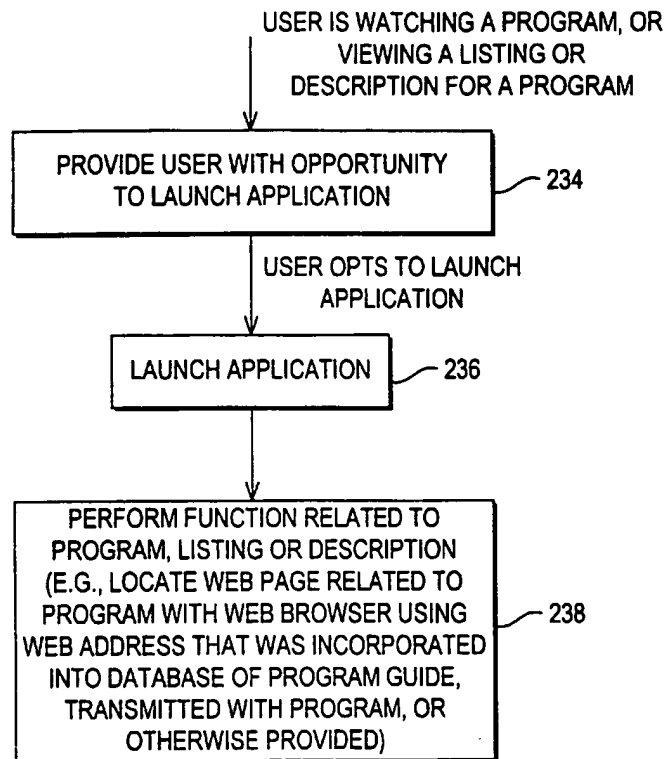 USER IS WATCHING A PROGRAM, OR
VIEWING A LISTING OR
DESCRIPTION FOR A PROGRAM
PROVIDE USER WITH OPPORTUNITY
TO LAUNCH APPLICATION
234
USER OPTS TO LAUNCH
APPLICATION
LAUNCH APPLICATION
236
PERFORM FUNCTION RELATED TO
PROGRAM, LISTING OR DESCRIPTION
(E.G., LOCATE WEB PAGE RELATED TO
PROGRAM WITH WEB BROWSER USING
WEB ADDRESS THAT WAS INCORPORATED
INTO DATABASE OF PROGRAM GUIDE,
TRANSMITTED WITH PROGRAM, OR
OTHERWISE PROVIDED)
238